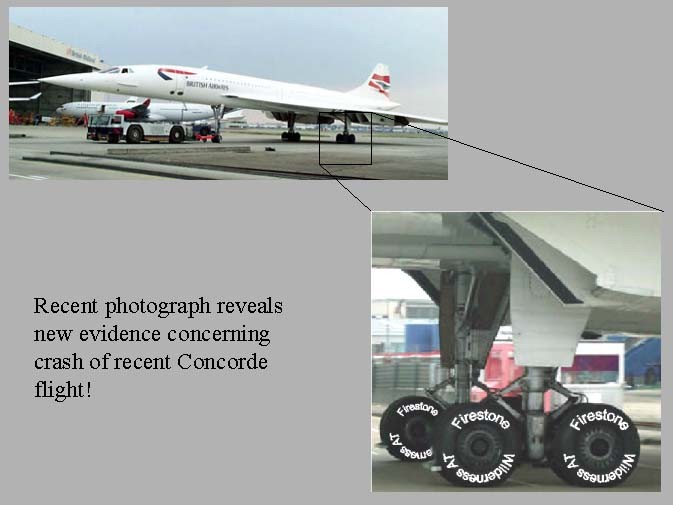 BRITISH AIRWAYS
Recent photograph reveals
new evidence concerning
crash of recent Concorde
flight!
Firestone
erness AT
Firestone
Wilderness AT
Firestone
Wilderness AT